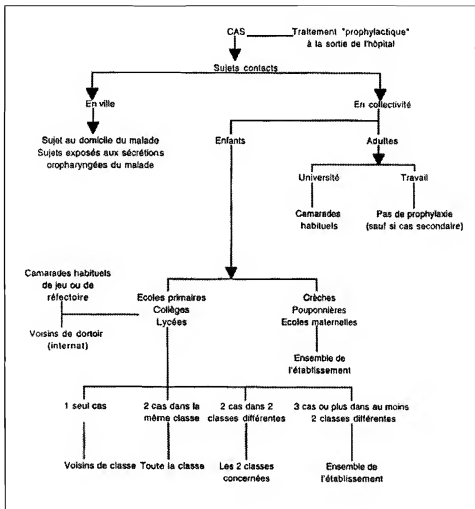 CAS
Traitement "prophylactique"
à la sortie de l'hôpital
Sujets contacts
En ville
En collectivité
Sujet au domicile du malade
Sujets exposés aux sécrétions
oropharyngées du malade
Enfants
Adultes
Université
Travail
Camarades
habituels
Pas de prophylaxie
(sauf si cas secondaire)
Camarades habituels
de jeu ou de
réfectoire
Voisins de dortoir
(internat)
Ecoles primaires
Collèges
Lycées
Crèches
Pouponnières
Ecoles maternelles
Ensemble de
l'établissement
1 seul cas
2 cas dans la
même classe
2 cas dans 2
classes différentes
3 cas ou plus dans au moins
2 classes différentes
Voisins de classe
Toute la classe
Les 2 classes
concernées
Ensemble de
l'établissement